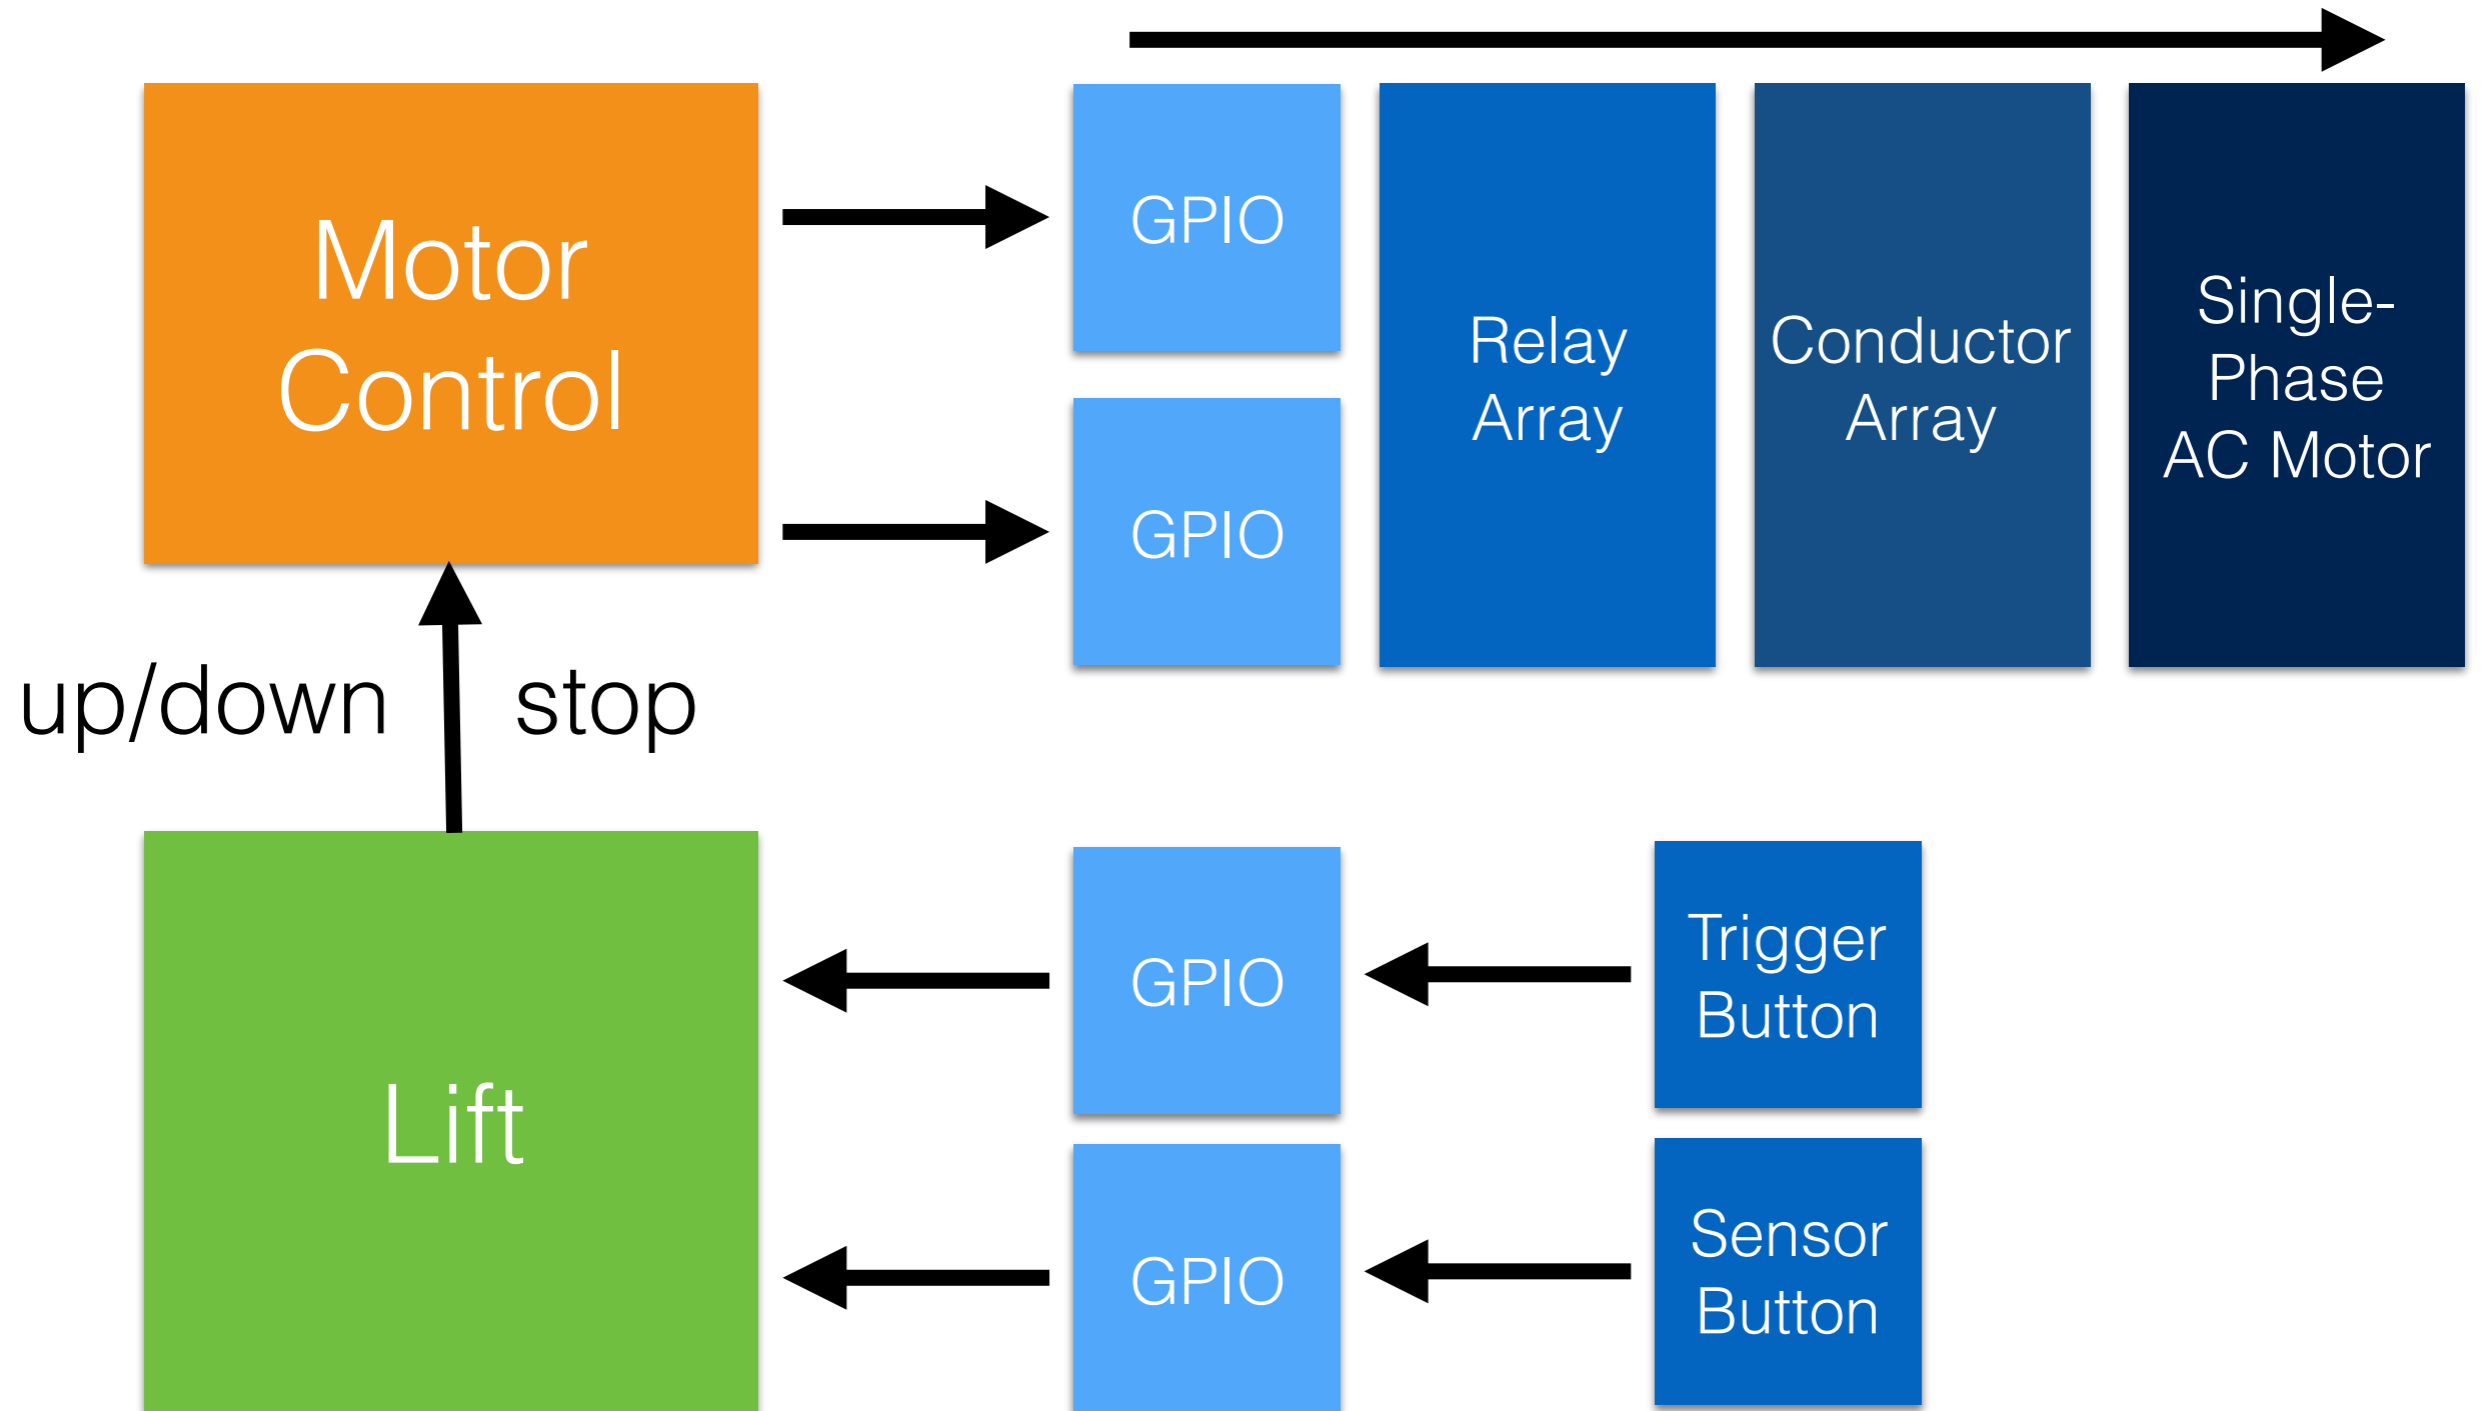 Motor
Control
GPIO
GPIO
Relay
Array
Conductor
Array
Single-
Phase
AC Motor
up/down
stop
Lift
GPIO
GPIO
Trigger
Button
Sensor
Button